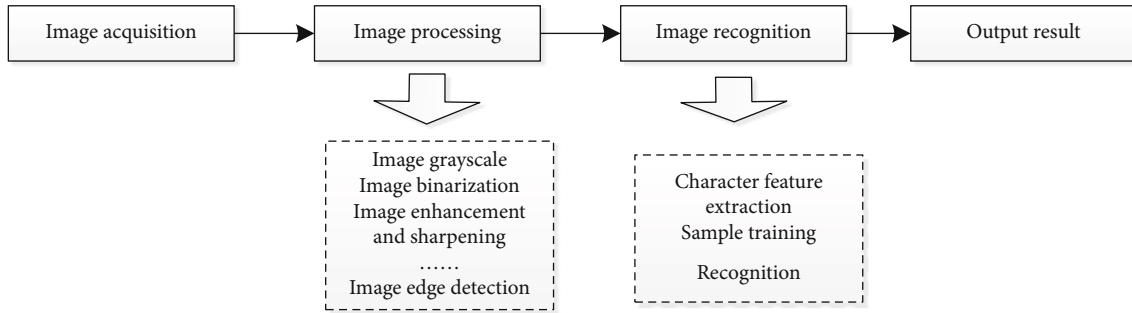 Image acquisition
Image processing
Image recognition
Output result
Image grayscale
Image binarization
Image enhancement
and sharpening
......
Image edge detection
Character feature
extraction
Sample training
Recognition